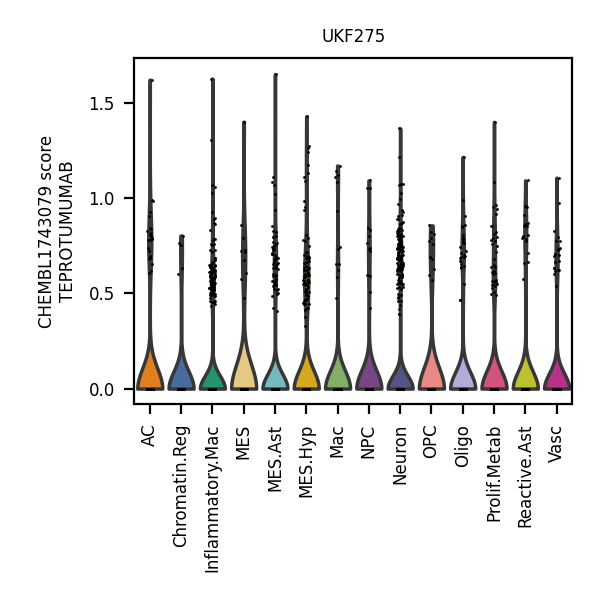 UKF275
CHEMBL1743079 score
TEPROTUMUMAB
1.5
1.0
0.5
0.0
AC
Chromatin.Reg
Inflammatory.Mac
MES
MES.Ast
MES.Hyp
Mac
NPC
Neuron
OPC
Oligo
Prolif.Metab
Reactive.Ast
Vasc